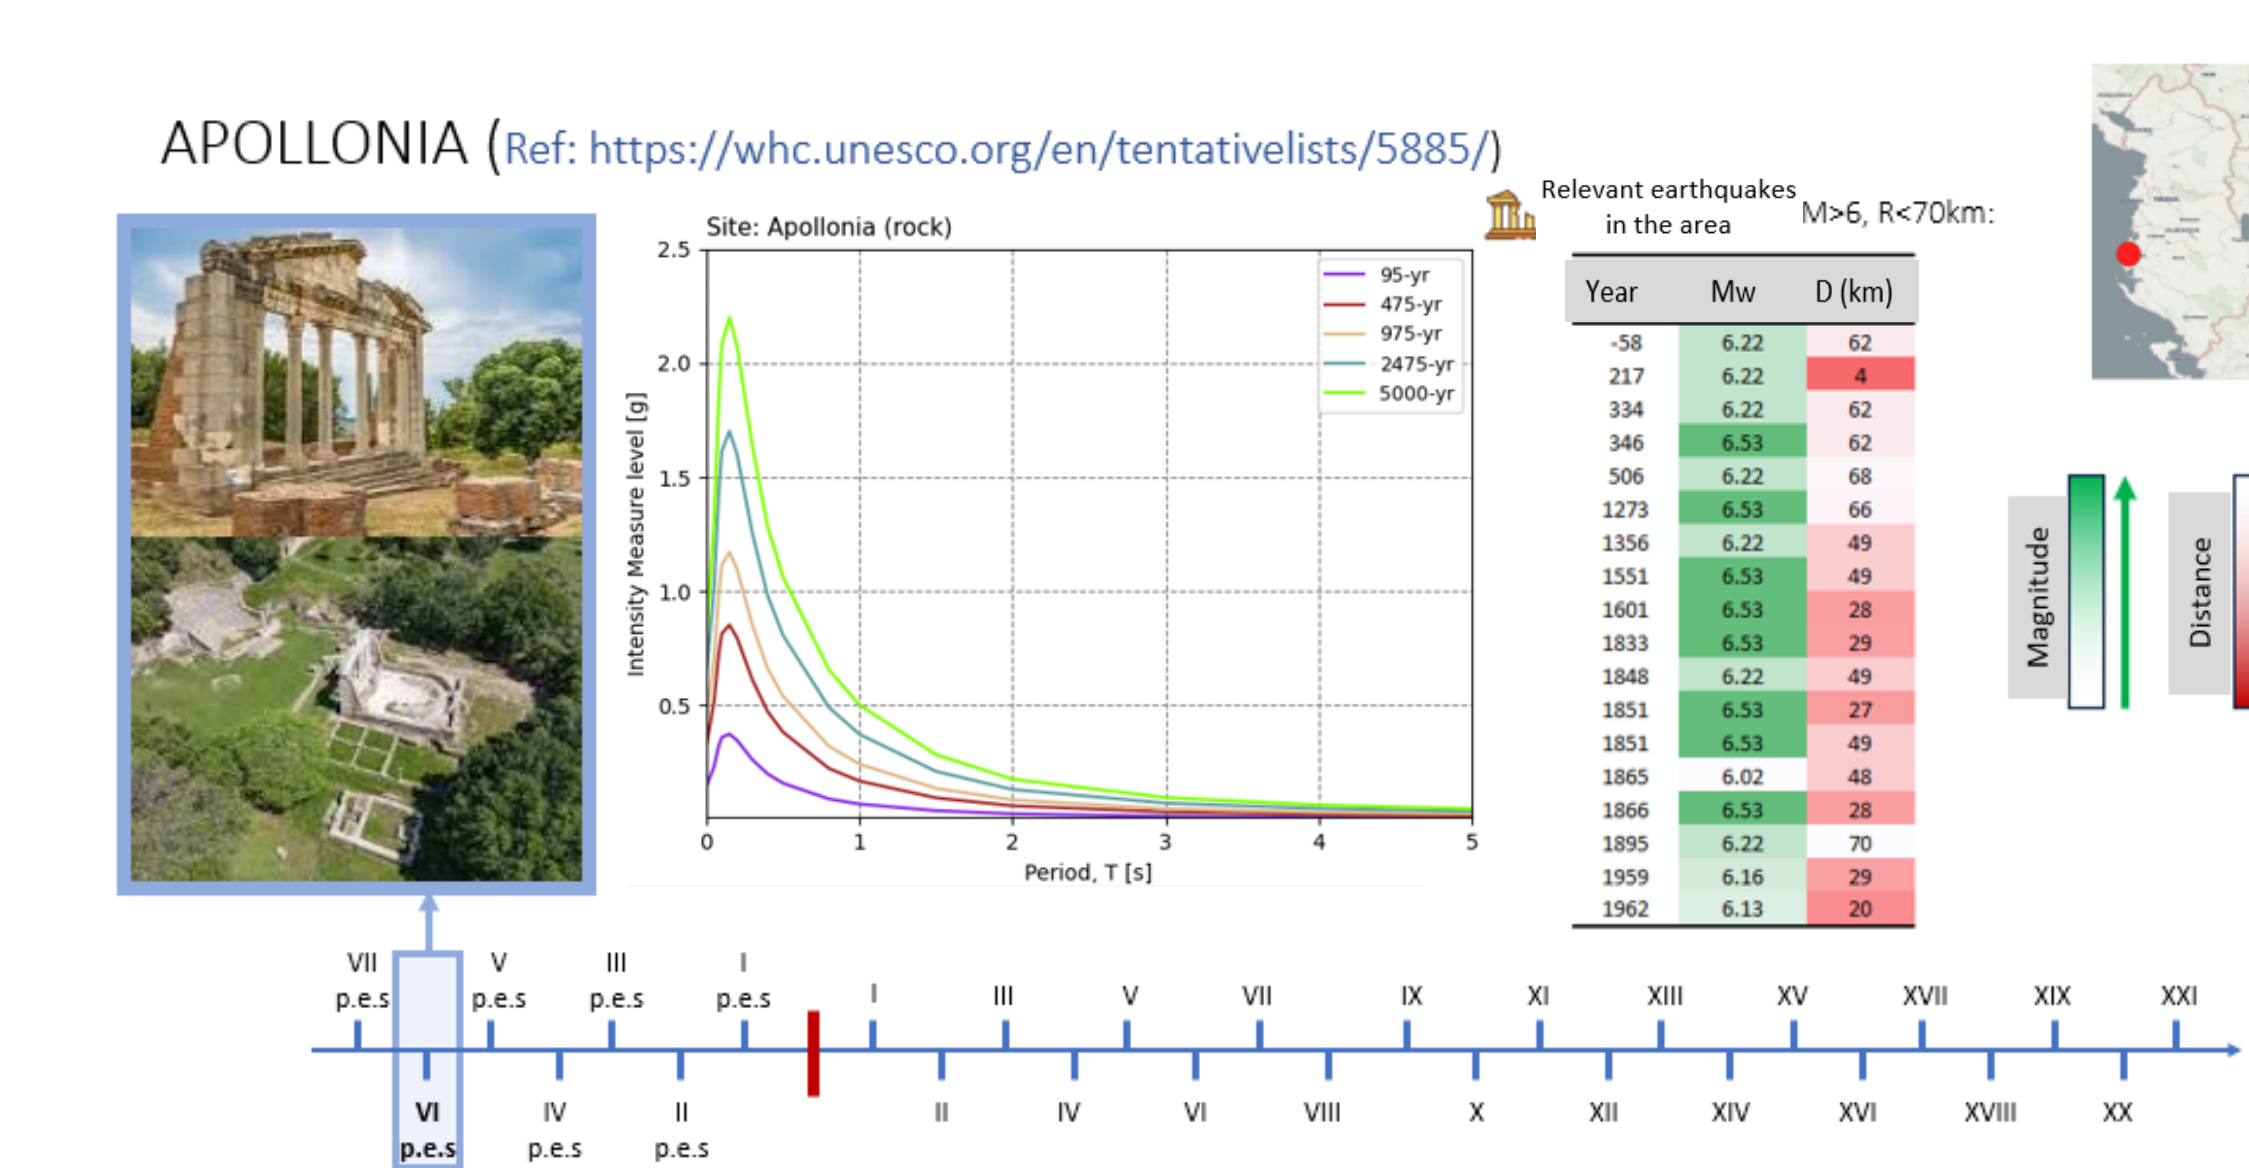 APOLLONIA (Ref: https://whc.unesco.org/en/tentativelists/5885/)
Relevant earthquakes
in the area
M>6, R<70km:
Site: Apollonia (rock)
2.5
2.0
1.5
1.0
0.5
Intensity Measure level [g]
95-yr
475-yr
975-yr
2475-yr
5000-yr
0 1 2 3 4 5
Period, T [s]
Year Mw D (km)
-58 6.22 62
217 6.22 4
334 6.22 62
346 6.53 62
506 6.22 68
1273 6.53 66
1356 6.22 49
1551 6.53 49
1601 6.53 28
1833 6.53 29
1848 6.22 49
1851 6.53 27
1851 6.53 49
1865 6.02 48
1866 6.53 28
1895 6.22 70
1959 6.16 29
1962 6.13 20
Magnitude
Distance
VII
p.e.s
V
p.e.s
III
p.e.s
I
p.e.s
I III V VII IX XI XIII XV XVII XIX XXI
VI
p.e.s
IV
p.e.s
II
p.e.s
II IV VI VIII X XII XIV XVI XVIII XX